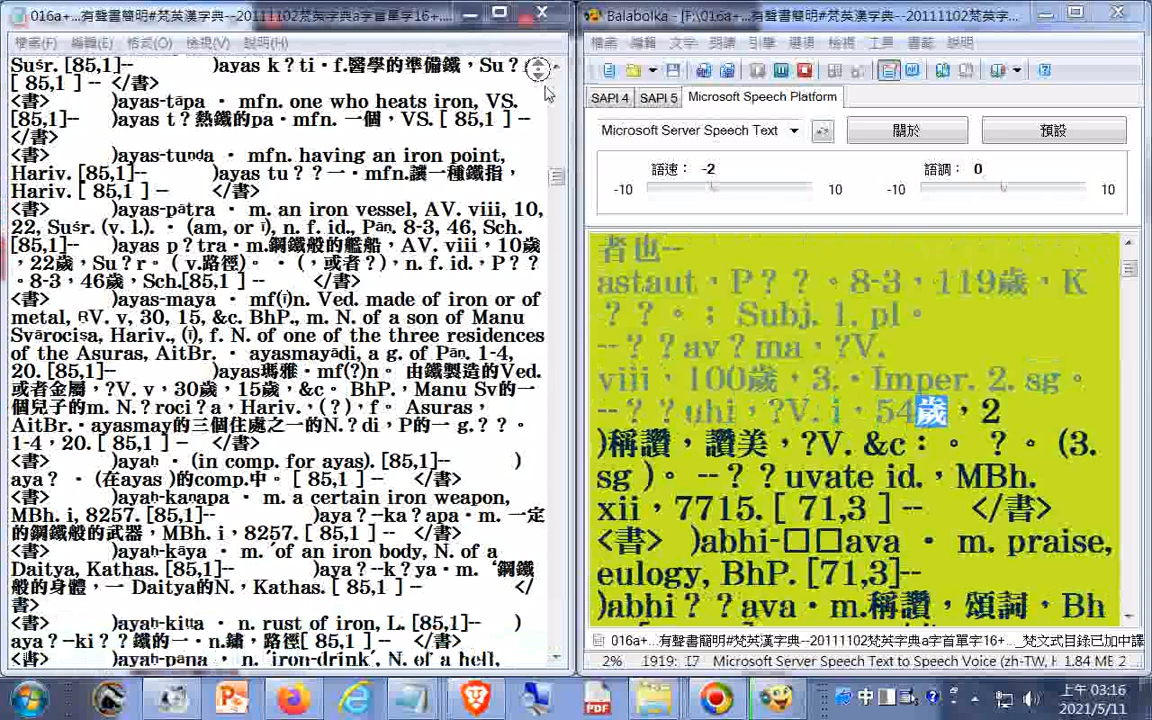 016a+...有聲書簡明#梵英漢字典--20111102梵英字典a字首單字16+...
檔案(F) 編輯(E) 格式(O) 檢視(V) 說明(H)
Suśr. [85,1]-- )ayas k？ti‧f.醫學的準備鐵，Su？
[ 85,1 ] -- </書>
<書> )ayas-tāpa ‧ mfn. one who heats iron, VS.
[85,1]-- )ayas t？熱鐵的pa‧mfn. 一個，VS. [ 85,1 ] --
</書>
<書> )ayas-tuṇḍa ‧ mfn. having an iron point,
Hariv. [85,1]-- )ayas tu？？一‧mfn.讓一種鐵指，
Hariv. [ 85,1 ] -- </書>
<書> )ayas-pātra ‧ m. an iron vessel, AV. viii, 10,
22, Suśr. (v. l.). ‧ (am, or ī), n. f. id., Pāṇ. 8-3, 46, Sch.
[85,1]-- )ayas p？tra‧m.鋼鐵般的艦船，AV. viii，10歲
，22歲，Su？r。 ( v.路徑)。 ‧ (，或者？)，n. f. id.，P？？
。8-3，46歲，Sch.[85,1 ] -- </書>
<書> )ayas-maya ‧ mf(ī)n. Ved. made of iron or of
metal, ṚV. v, 30, 15, &c. BhP., m. N. of a son of Manu
Svārociṣa, Hariv., (ī), f. N. of one of the three residences
of the Asuras, AitBr. ‧ ayasmayādi, a g. of Pāṇ. 1-4,
20. [85,1]-- )ayas瑪雅‧mf(？)n。 由鐵製造的Ved.
或者金屬，?V. v，30歲，15歲，&c。 BhP.，Manu Sv的一
個兒子的m. N.？roci？a，Hariv.，(？)，f。 Asuras，
AitBr.‧ayasmay的三個住處之一的N.？di，P的一 g.？？。
1-4，20. [ 85,1 ] -- </書>
<書> )ayaḥ ‧ (in comp. for ayas). [85,1]-- )
aya？ ‧ (在ayas )的comp.中。 [ 85,1 ] -- </書>
<書> )ayaḥ-kaṇapa ‧ m. a certain iron weapon,
MBh. i, 8257. [85,1]-- )aya？–ka？apa‧m. 一定
的鋼鐵般的武器，MBh. i，8257. [ 85,1 ] -- </書>
<書> )ayaḥ-kāya ‧ m. ʻof an iron body, N. of a
Daitya, Kathas. [85,1]-- )aya？–k？ya‧m.‘鋼鐵
般的身體，一 Daitya的N.，Kathas. [ 85,1 ] -- </
書>
<書> )ayaḥ-kiṭṭa ‧ n. rust of iron, L. [85,1]-- )
aya？–ki？？鐵的一‧n.鏽，路徑[ 85,1 ] -- </書>
<書> )ayaḥ-pāna ‧ n. ʻiron-drinkʼ, N. of a hell,
Balabolka - [F:\016a+...有聲書簡明#梵英漢字典--20111102梵英字...
檔案 編輯 文字 朗讀 引擎 選項 檢視 工具 書籤 說明
SAPI 4 SAPI 5 Microsoft Speech Platform
Microsoft Server Speech Text 關於 預設
語速： -2 語調： 0
-10 10 -10 10
者也--
astaut，P？？。8-3，119歲，K
？？。； Subj. 1. pl。
--？？av？ma，?V.
viii，100歲，3.‧Imper. 2. sg。
--？？uhi，?V. i，54歲，2
)稱讚，讚美，?V. &c：。 ？。 (3.
sg )。 --？？uvate id.，MBh.
xii，7715. [ 71,3 ] -- </書>
<書> )abhi-□□ava ‧ m. praise,
eulogy, BhP. [71,3]--
)abhi？？ava‧m.稱讚，頌詞，Bh
016a+...有聲書簡明#梵英漢字典--20111102梵英字典a字首單字16+..._梵文式目錄已加中譯
2% 1919: 17 Microsoft Server Speech Text to Speech Voice (zh-TW, H 1.84 ME 2
中
上午 03:16
2021/5/11